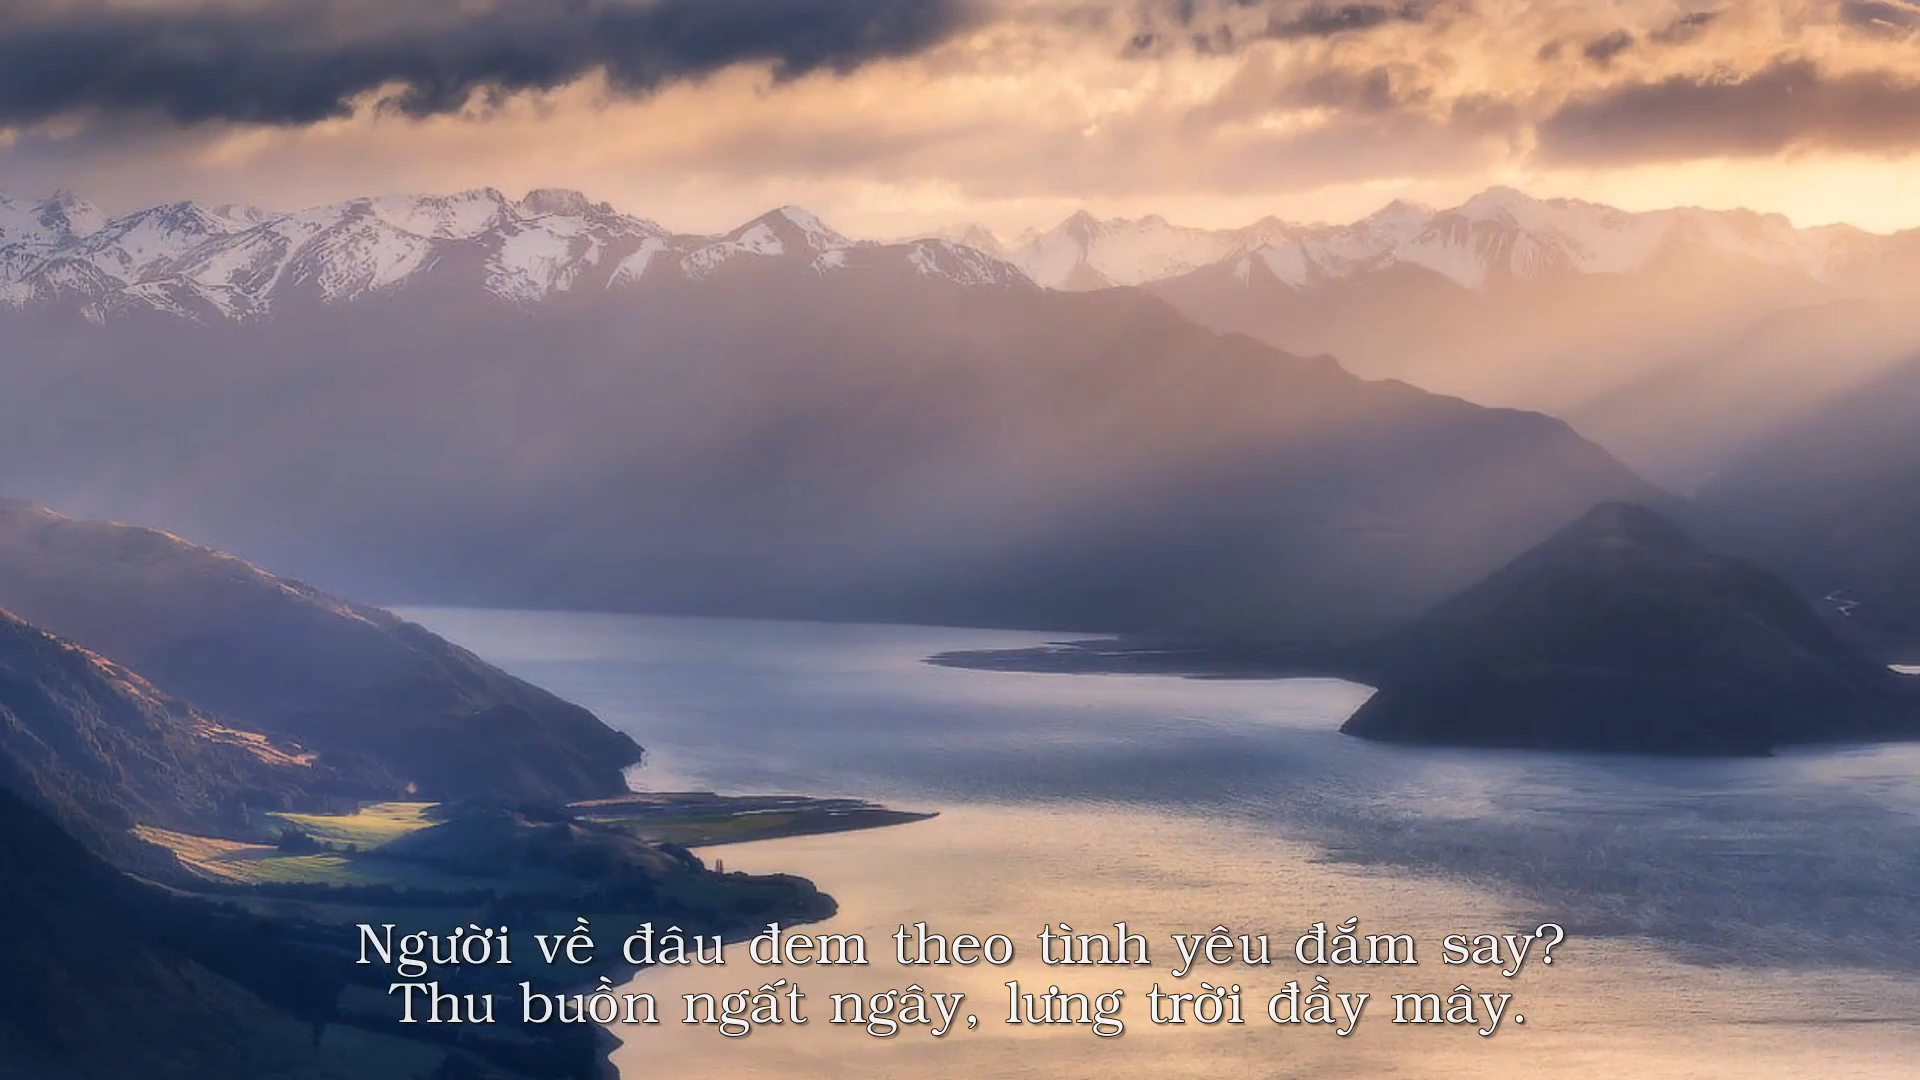 Người về đâu đem theo tình yêu đắm say?
Thu buồn ngất ngây, lưng trời đầy mây.